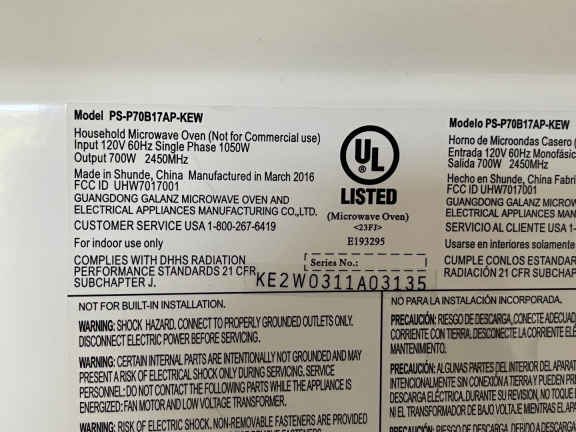 Model PS-P70B17AP-KEW
Household Microwave Oven (Not for Commercial use)
Input 120V 60Hz Single Phase 1050W
Output 700W 2450MHz
Made in Shunde, China Manufactured in March 2016
FCC ID UHW7017001
GUANGDONG GALANZ MICROWAVE OVEN AND
ELECTRICAL APPLIANCES MANUFACTURING CO.,LTD.
CUSTOMER SERVICE USA 1-800-267-6419
For indoor use only
COMPLIES WITH DHHS RADIATION
PERFORMANCE STANDARDS 21 CFR,
SUBCHAPTER J.
UL
LISTED
(Microwave Oven)
<23FJ>
E193295
Series No.:
KE2W0311A03135
NOT FOR BUILT-IN INSTALLATION.
WARNING: SHOCK HAZARD. CONNECT TO PROPERLY GROUNDED OUTLETS ONLY.
DISCONNECT ELECTRIC POWER BEFORE SERVICING.
WARNING: CERTAIN INTERNAL PARTS ARE INTENTIONALLY NOT GROUNDED AND MAY
PRESENT A RISK OF ELECTRICAL SHOCK ONLY DURING SERVICING. SERVICE
PERSONNEL: DO NOT CONTACT THE FOLLOWING PARTS WHILE THE APPLIANCE IS
ENERGIZED: FAN MOTOR AND LOW VOLTAGE TRANSFORMER.
WARNING: RISK OF ELECTRIC SHOCK, NON-REMOVABLE FASTENERS ARE PROVIDED
Modelo PS-P70B17AP-KEW
Horno de Microondas Casero (
Entrada 120V 60Hz Monofásic
Salida 700W 2450MHz
Hecho en Shunde, China Fabri
FCC ID UHW7017001
GUANGDONG GALANZ MICROW
ELECTRICAL APPLIANCES MAN
SERVICIO AL CLIENTE USA 1-
Usarse en interiores solamente
CUMPLE CON LOS ESTANDAR
RADIACIÓN 21 CFR SUBCHAP
NO PARA LA INSTALACIÓN INCORPORADA.
PRECAUCIÓN: RIESGO DE DESCARGA, CONECTE ADECUAD
CORRIENTE CON TIERRA, DESCONECTE LA CORRIENTE ELÉ
MANTENIMIENTO.
PRECAUCIÓN: ALGUNAS PARTES DEL INTERIOR DEL APARAT
INTENCIONALMENTE SIN CONEXIÓN A TIERRA Y PUEDEN PRE
DESCARGA ELÉCTRICA. DURANTE SU REVISIÓN, NO TOQUE
NI EL TRANSFORMADOR DE BAJO VOLTAJE MIENTRAS EL
PRECAUCIÓN: RIESGO DE DESCARGA, DEBIDO A